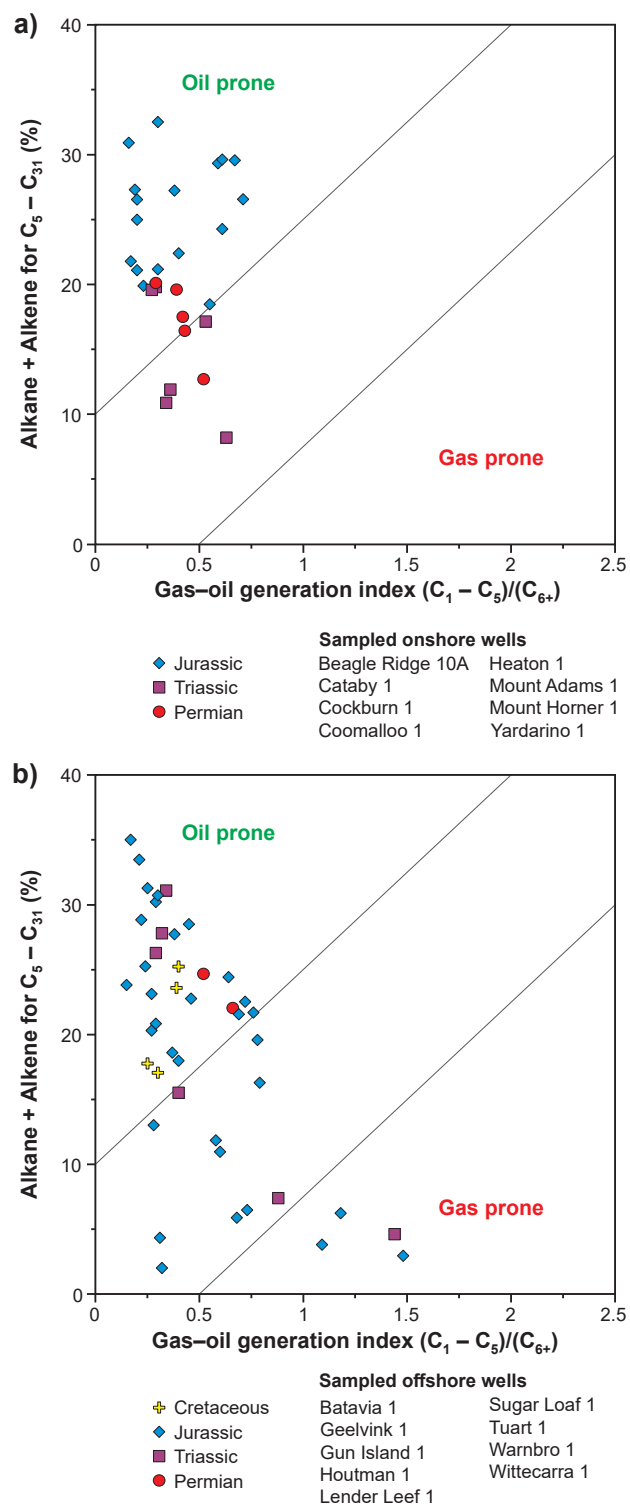 a)
40
30
20
10
0
Alkane + Alkene for C₅ – C₃₁ (%)
Oil prone
Gas prone
0 0.5 1 1.5 2 2.5
Gas–oil generation index (C₁ – C₅)/(C₆₊)
Jurassic
Triassic
Permian
Sampled onshore wells
Beagle Ridge 10A
Cataby 1
Cockburn 1
Coomalloo 1
Heaton 1
Mount Adams 1
Mount Horner 1
Yardarino 1
b)
40
30
20
10
0
Alkane + Alkene for C₅ – C₃₁ (%)
Oil prone
Gas prone
0 0.5 1 1.5 2 2.5
Gas–oil generation index (C₁ – C₅)/(C₆₊)
Cretaceous
Jurassic
Triassic
Permian
Sampled offshore wells
Batavia 1
Geelvink 1
Gun Island 1
Houtman 1
Lender Leef 1
Sugar Loaf 1
Tuart 1
Warnbro 1
Wittecarra 1